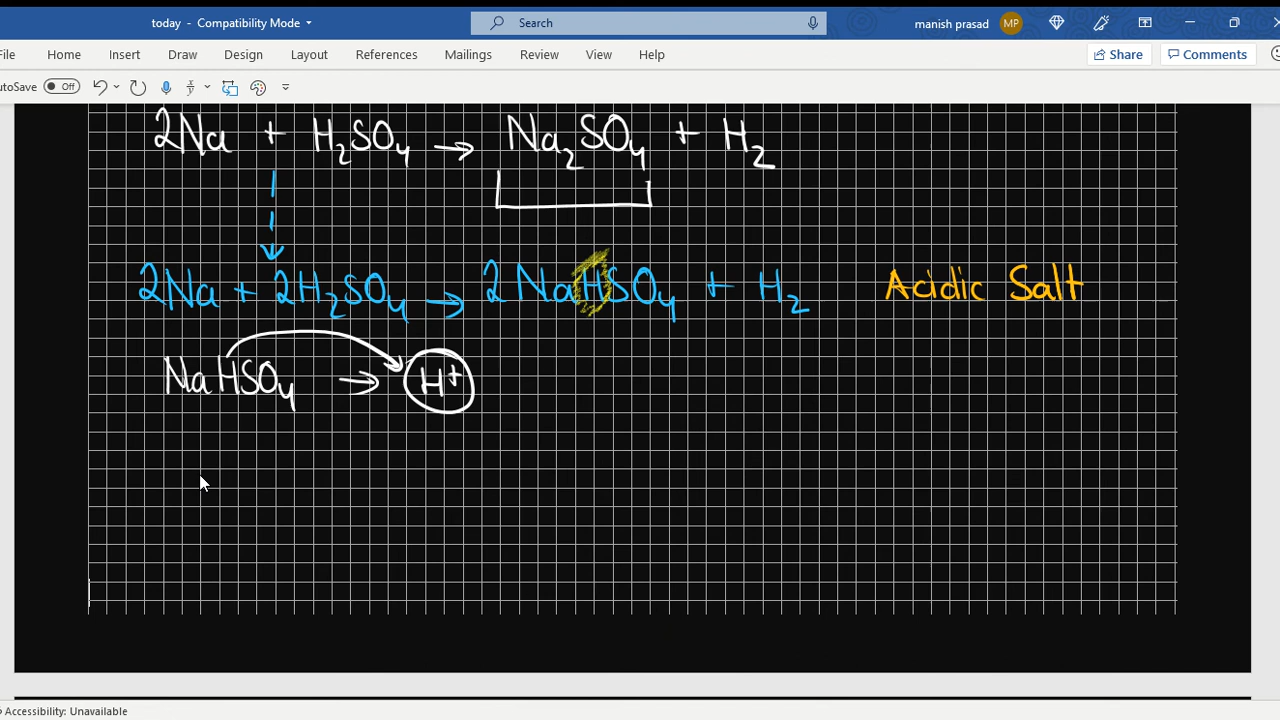 today - Compatibility Mode
Search
manish prasad MP
File Home Insert Draw Design Layout References Mailings Review View Help Share Comments
AutoSave Off
2Na + H₂SO₄ → Na₂SO₄ + H₂
2Na + 2H₂SO₄ → 2NaHSO₄ + H₂ Acidic Salt
NaHSO₄ → H⁺
Accessibility: Unavailable